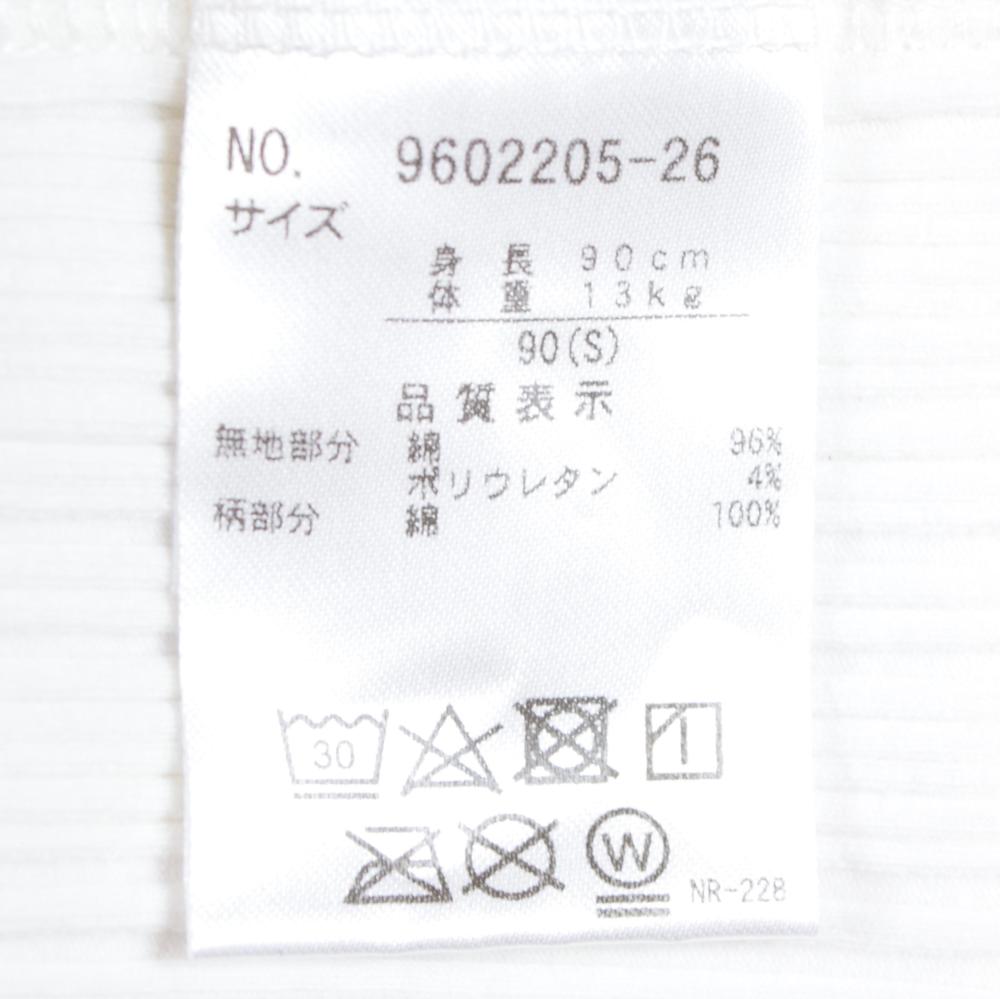 NO. 9602205-26
サイズ
身長 90cm
体重 13kg
90(S)
品質表示
無地部分 綿 96%
ポリウレタン 4%
柄部分 綿 100%
30
W
NR-228